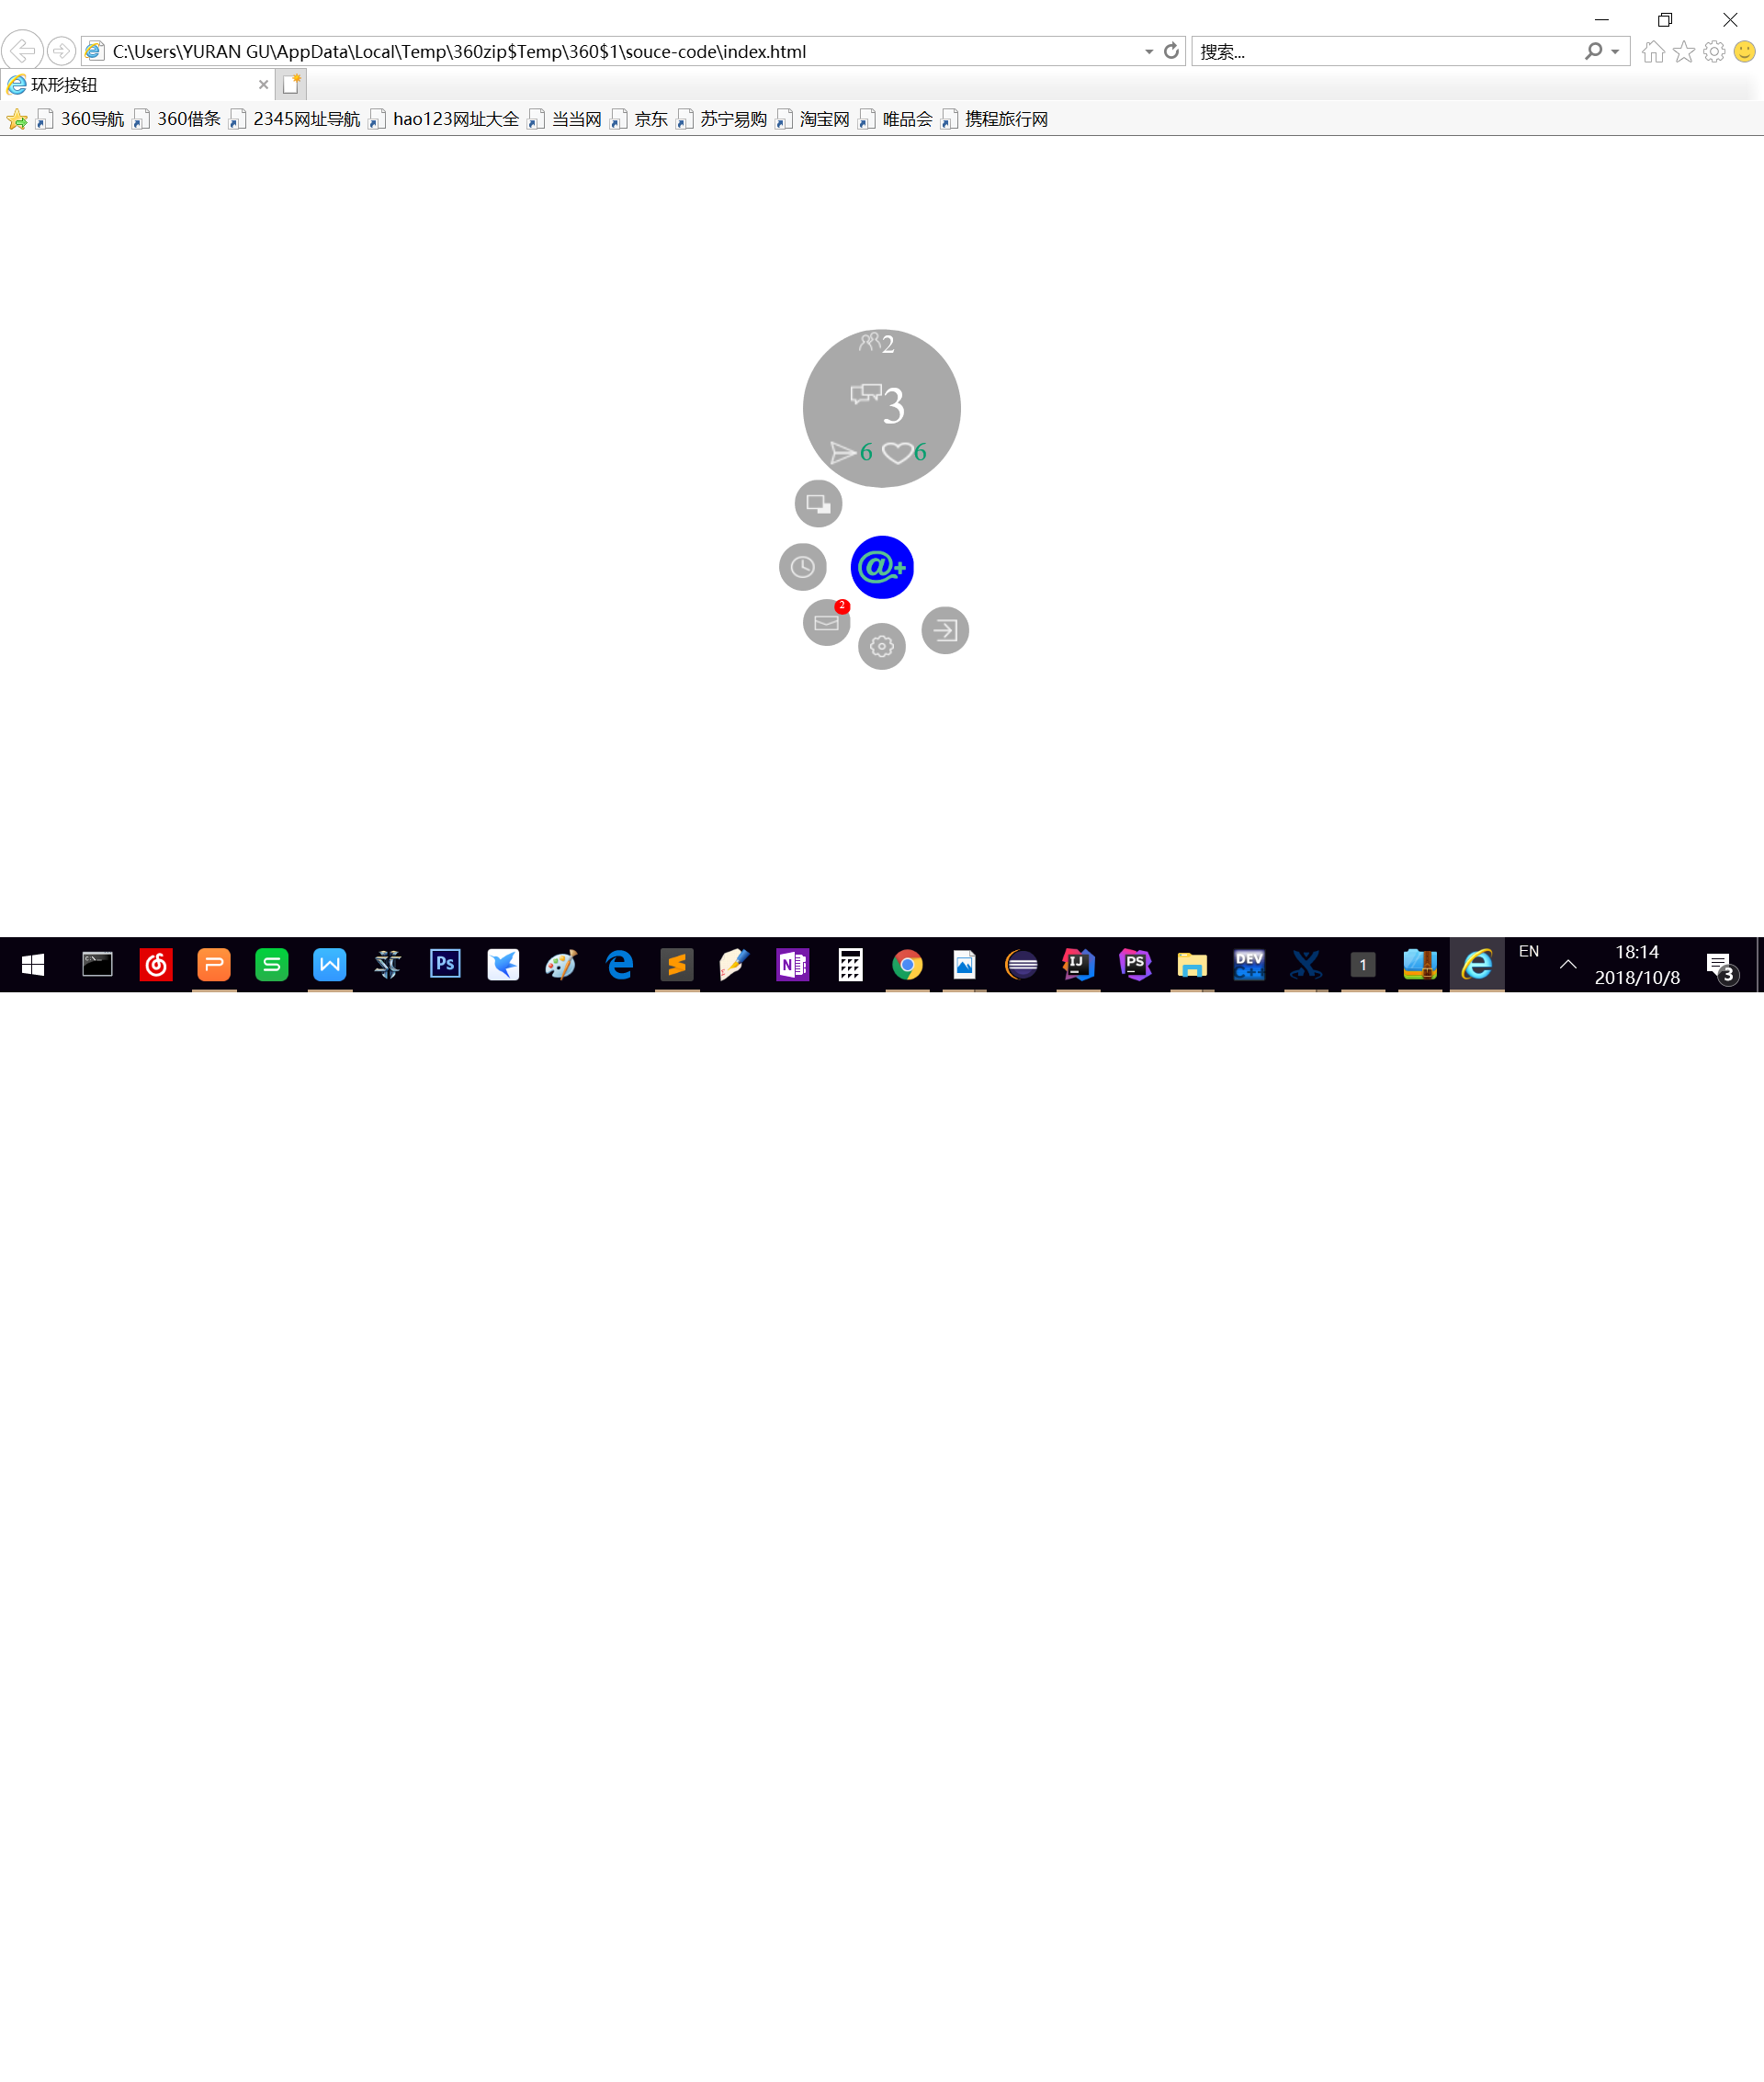 C:\Users\YURAN GU\AppData\Local\Temp\360zip$Temp\360$1\souce-code\index.html
搜索...
环形按钮
360导航 360借条 2345网址导航 hao123网址大全 当当网 京东 苏宁易购 淘宝网 唯品会 携程旅行网
2
3
6 6
@+
2
C:\_
Ps
N
IJ
PS
DEV C++
1
EN
18:14
2018/10/8
3